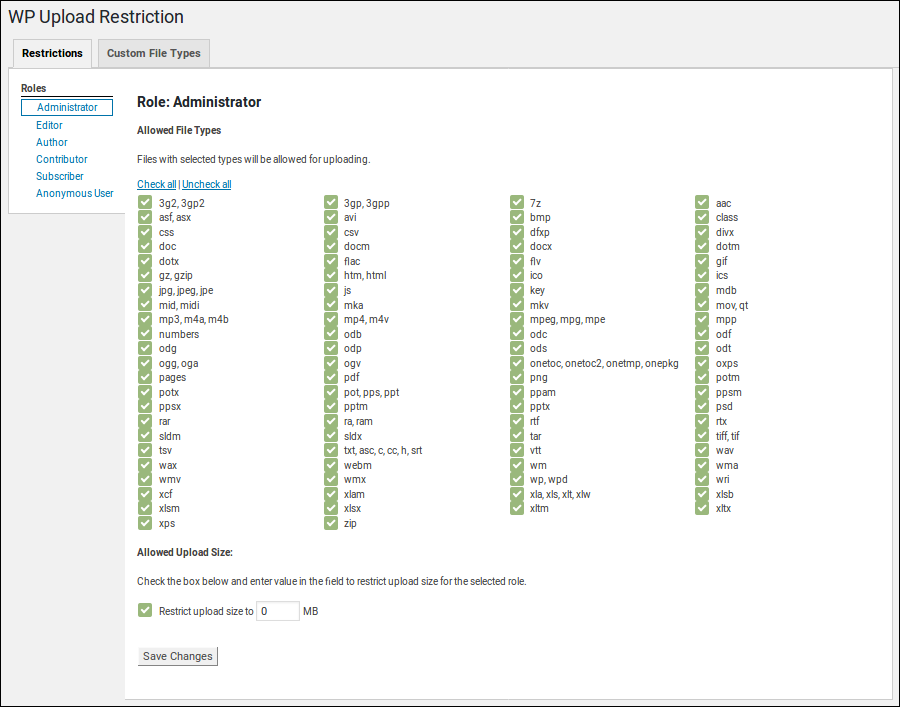 WP Upload Restriction
Restrictions Custom File Types
Roles
Administrator
Editor
Author
Contributor
Subscriber
Anonymous User
Role: Administrator
Allowed File Types
Files with selected types will be allowed for uploading.
Check all | Uncheck all
3g2, 3gp2 3gp, 3gpp 7z aac
asf, asx avi bmp class
css csv dfxp divx
doc docm docx dotm
dotx flac flv gif
gz, gzip htm, html ico ics
jpg, jpeg, jpe js key mdb
mid, midi mka mkv mov, qt
mp3, m4a, m4b mp4, m4v mpeg, mpg, mpe mpp
numbers odb odc odf
odg odp ods odt
ogg, oga ogv onetoc, onetoc2, onetmp, onepkg oxps
pages pdf png potm
potx pot, pps, ppt ppam ppsm
ppsx pptm pptx psd
rar ra, ram rtf rtx
sldm sldx tar tiff, tif
tsv txt, asc, c, cc, h, srt vtt wav
wax webm wm wma
wmv wmx wp, wpd wri
xcf xlam xla, xls, xlt, xlw xlsb
xlsm xlsx xltm xltx
xps zip
Allowed Upload Size:
Check the box below and enter value in the field to restrict upload size for the selected role.
Restrict upload size to 0 MB
Save Changes